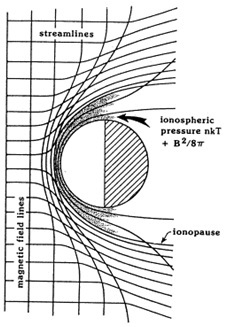 streamlines
ionospheric
pressure nkT
+ B²/8π
ionopause
magnetic field lines